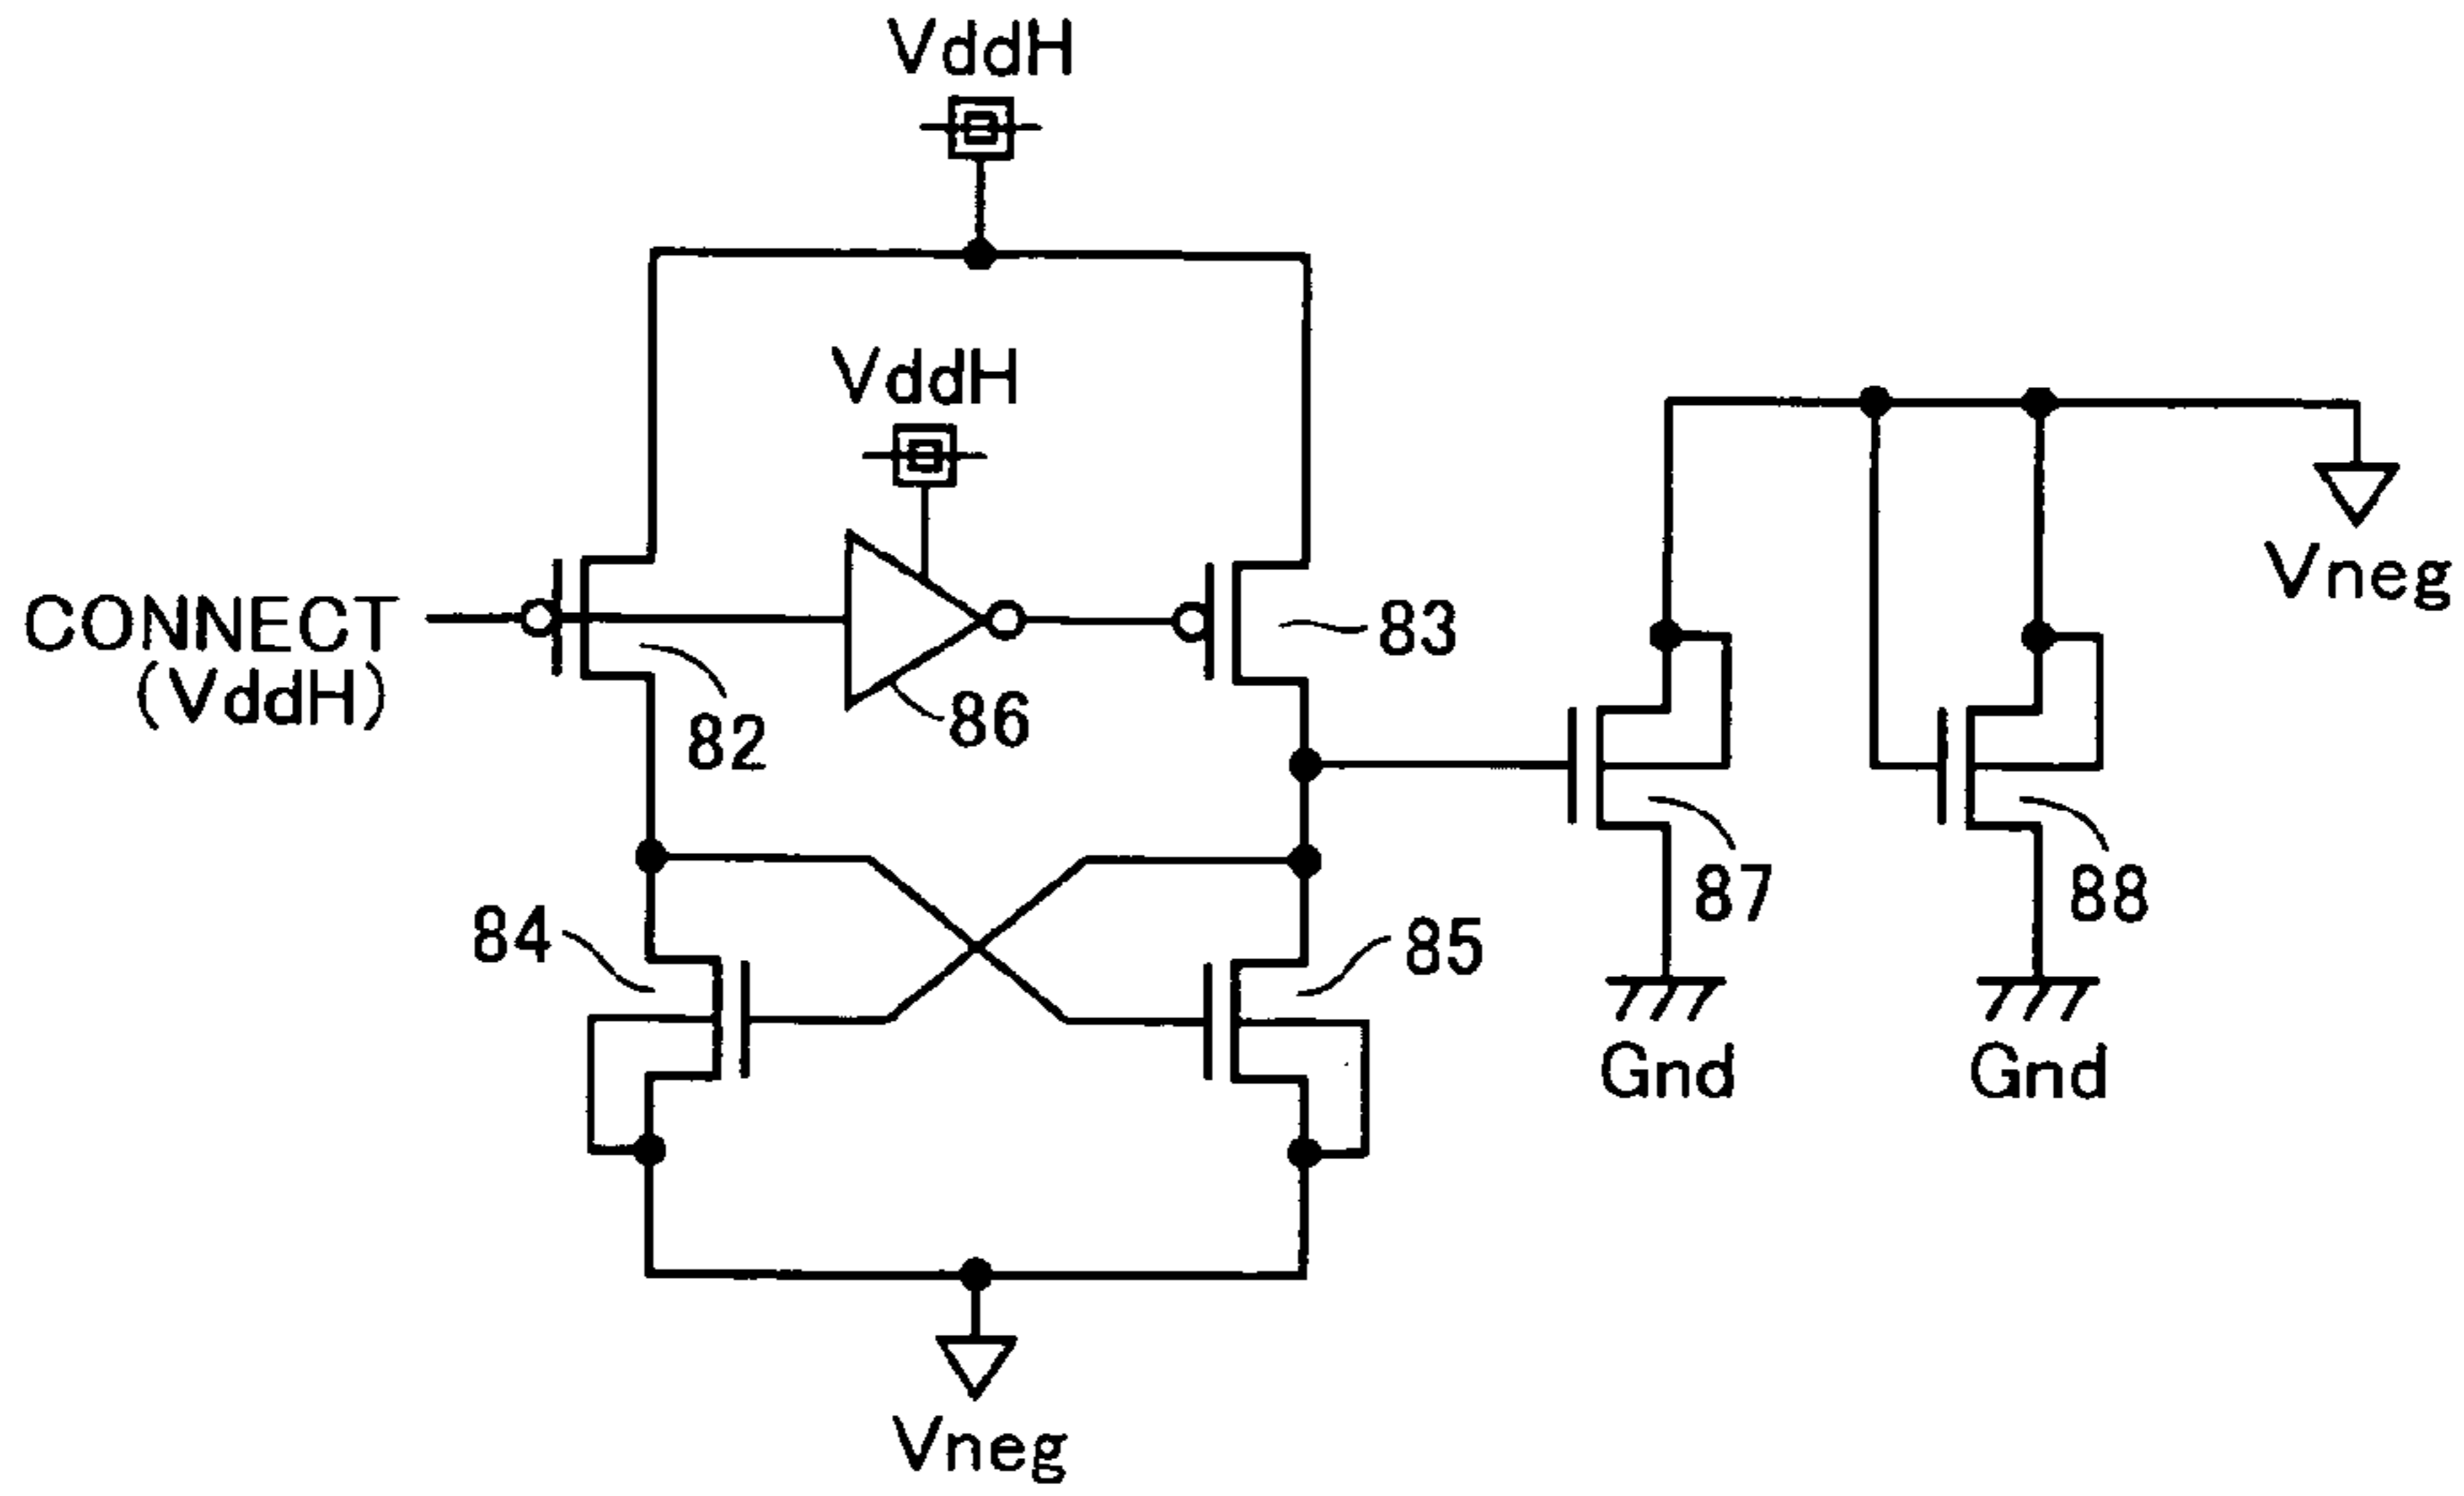 VddH
VddH
CONNECT
(VddH)
82
86
83
Vneg
84
85
87
88
Gnd
Gnd
Vneg